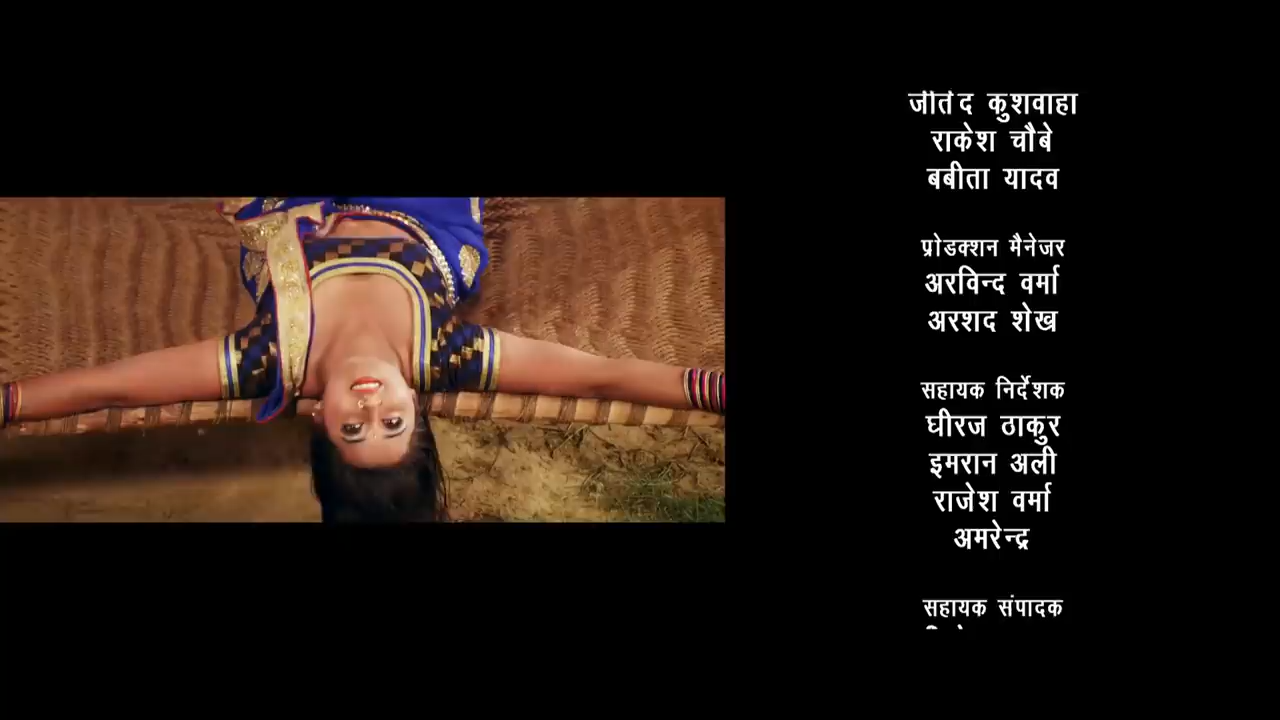 कुशवाहा
राकेश चौबे
बबीता यादव
प्रोडक्शन मैनेजर
अरविन्द वर्मा
अरशद शेख
सहायक निर्देशक
घीरज ठाकुर
इमरान अली
राजेश वर्मा
अमरेन्द्र
सहायक संपादक